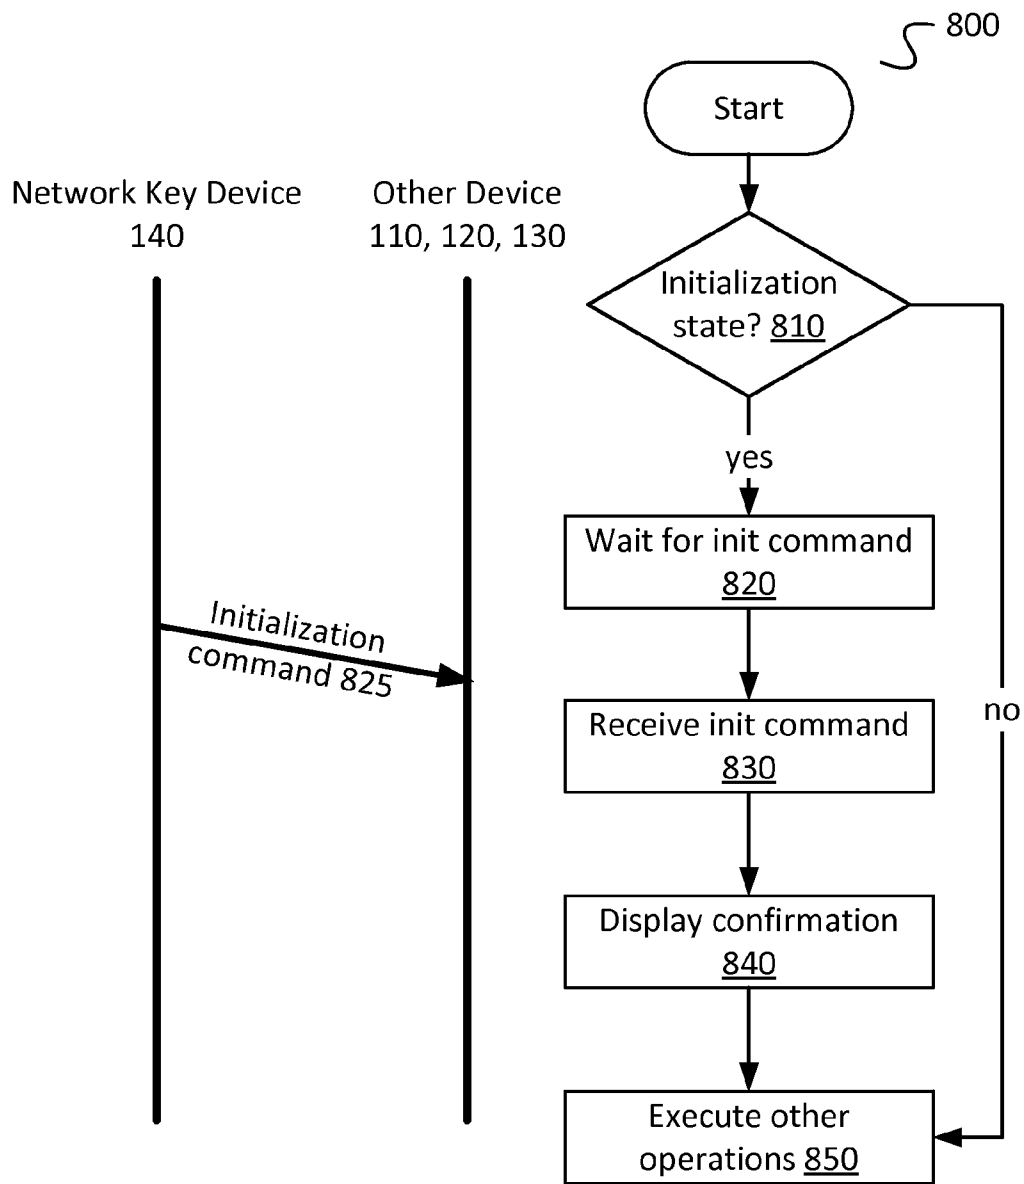 800
Start
Network Key Device
140
Other Device
110, 120, 130
Initialization
state? 810
yes
Wait for init command
820
Initialization
command 825
Receive init command
830
no
Display confirmation
840
Execute other
operations 850